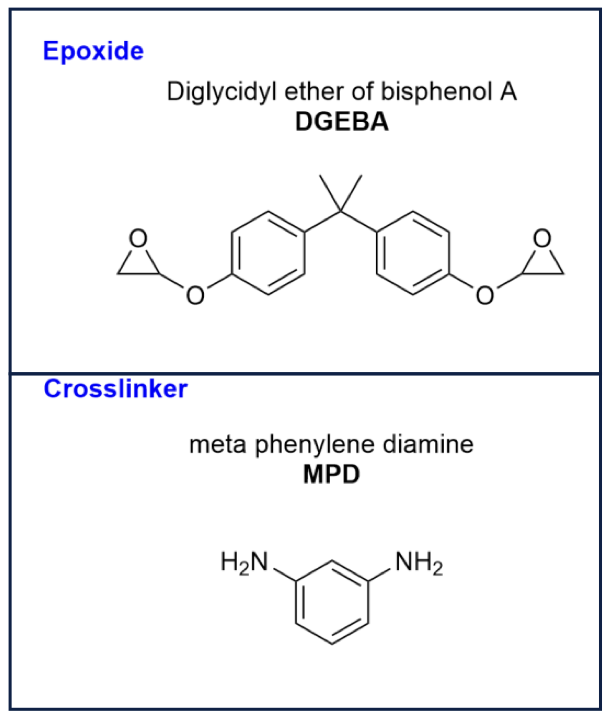 Epoxide
Diglycidyl ether of bisphenol A
DGEBA
O
O
O
O
Crosslinker
meta phenylene diamine
MPD
H₂N
NH₂